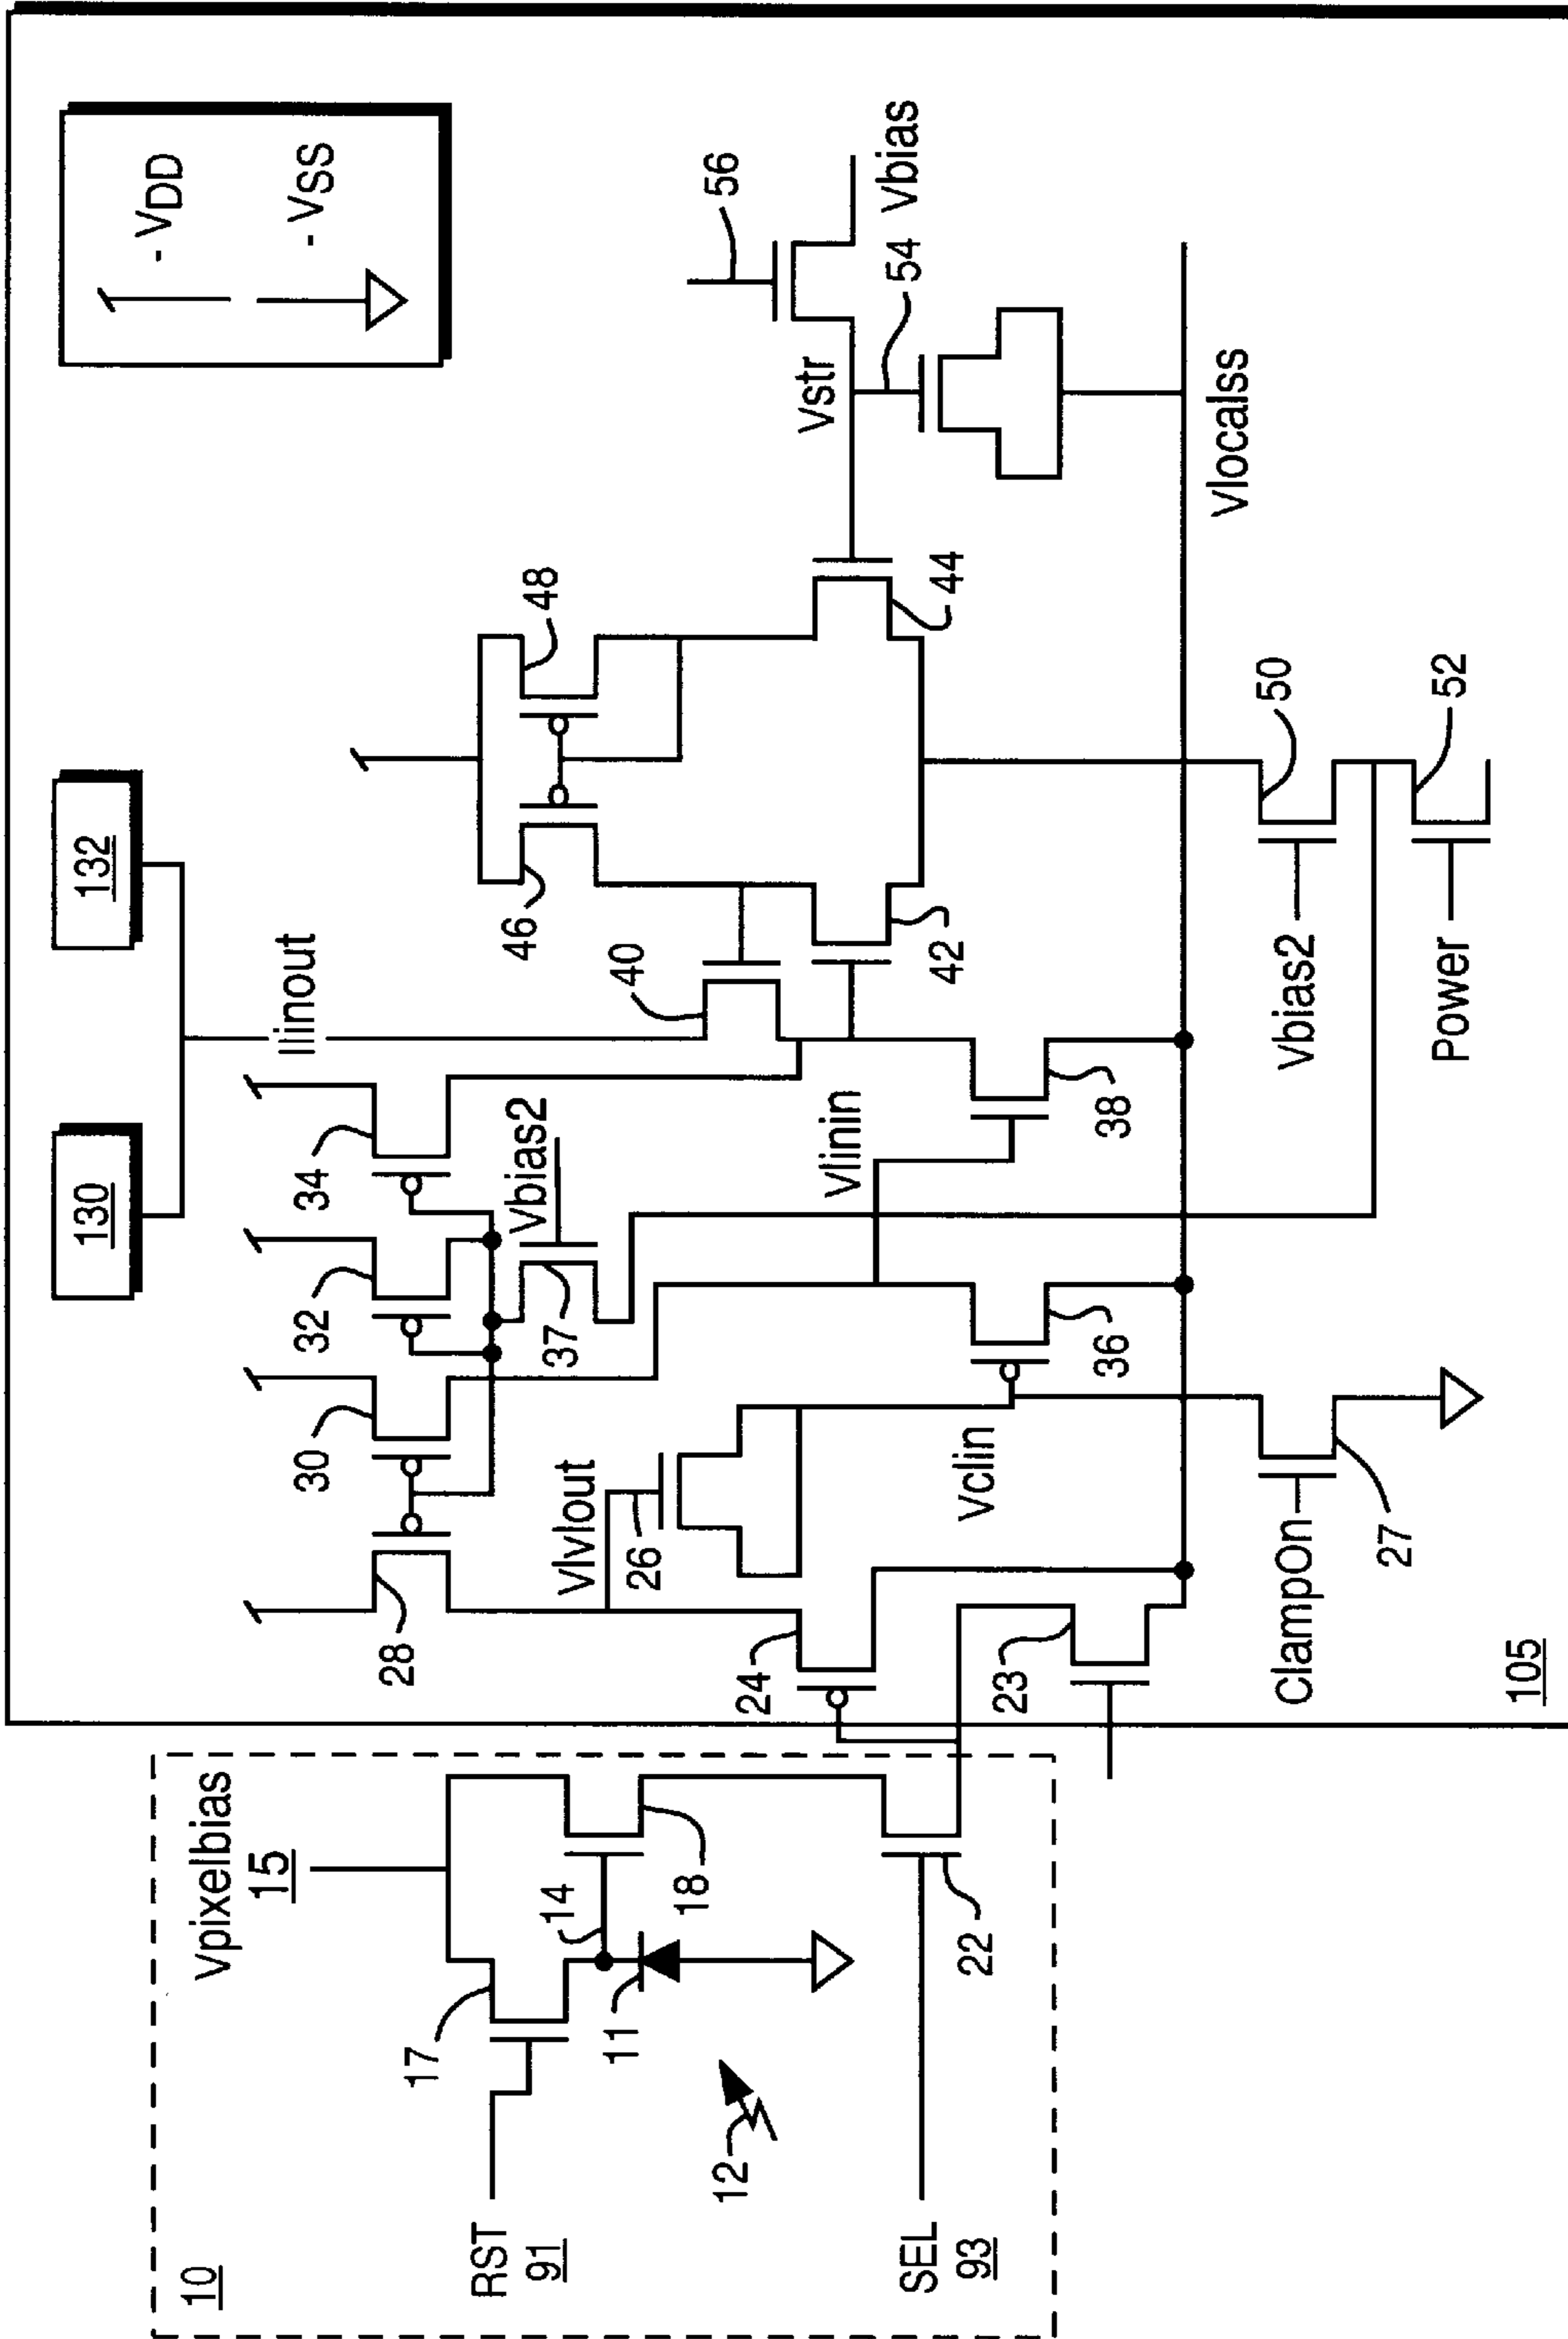 10
RST
91
SEL
93
12
17
11
14
18
22
Vpixelbias
15
28
30
32
34
Vbias2
37
Vlvlout
26
24
23
Vclin
36
Vlinin
38
ClampOn
27
105
130
132
Ilinout
40
46
48
42
44
Vstr
54
56
Vbias
Vlocalss
Vbias2
50
Power
52
- VDD
- VSS